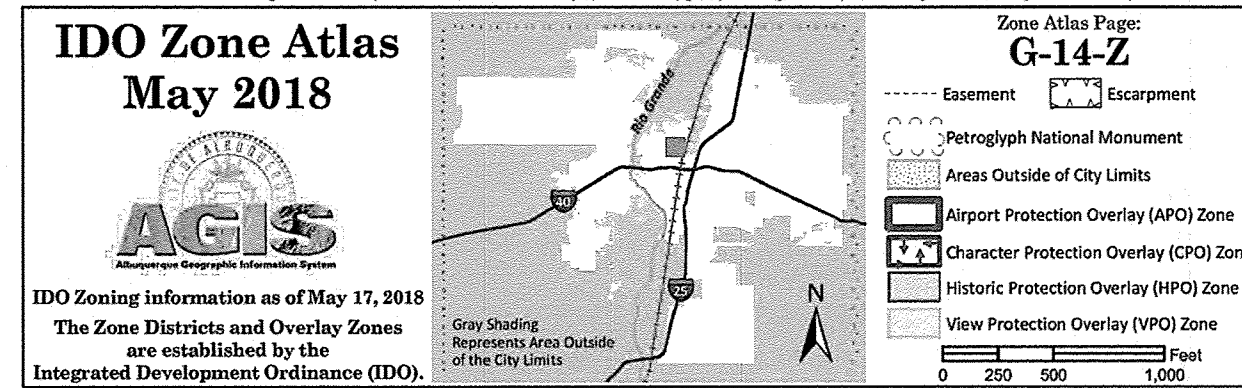 IDO Zone Atlas
May 2018
OF ALBUQUERQUE
AGIS
Albuquerque Geographic Information System
IDO Zoning information as of May 17, 2018
The Zone Districts and Overlay Zones
are established by the
Integrated Development Ordinance (IDO).
Rio Grande
40
25
N
Gray Shading
Represents Area Outside
of the City Limits
Zone Atlas Page:
G-14-Z
Easement
Escarpment
Petroglyph National Monument
Areas Outside of City Limits
Airport Protection Overlay (APO) Zone
Character Protection Overlay (CPO) Zon
Historic Protection Overlay (HPO) Zone
View Protection Overlay (VPO) Zone
Feet
0 250 500 1,000